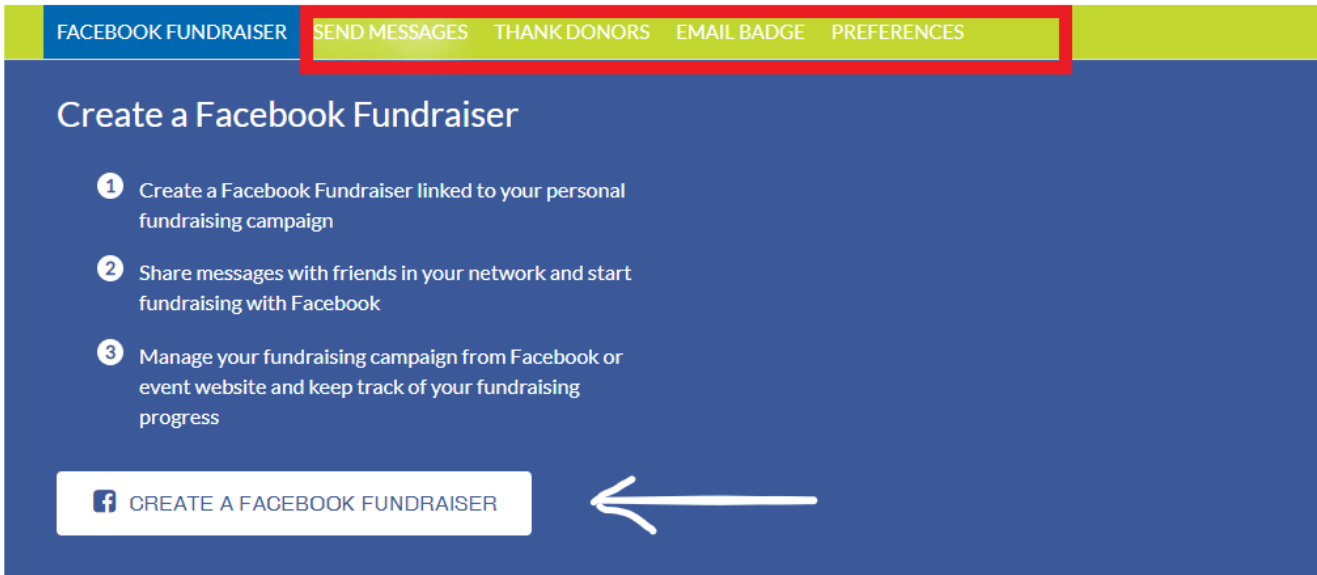 FACEBOOK FUNDRAISER SEND MESSAGES THANK DONORS EMAIL BADGE PREFERENCES
Create a Facebook Fundraiser
1 Create a Facebook Fundraiser linked to your personal
fundraising campaign
2 Share messages with friends in your network and start
fundraising with Facebook
3 Manage your fundraising campaign from Facebook or
event website and keep track of your fundraising
progress
CREATE A FACEBOOK FUNDRAISER